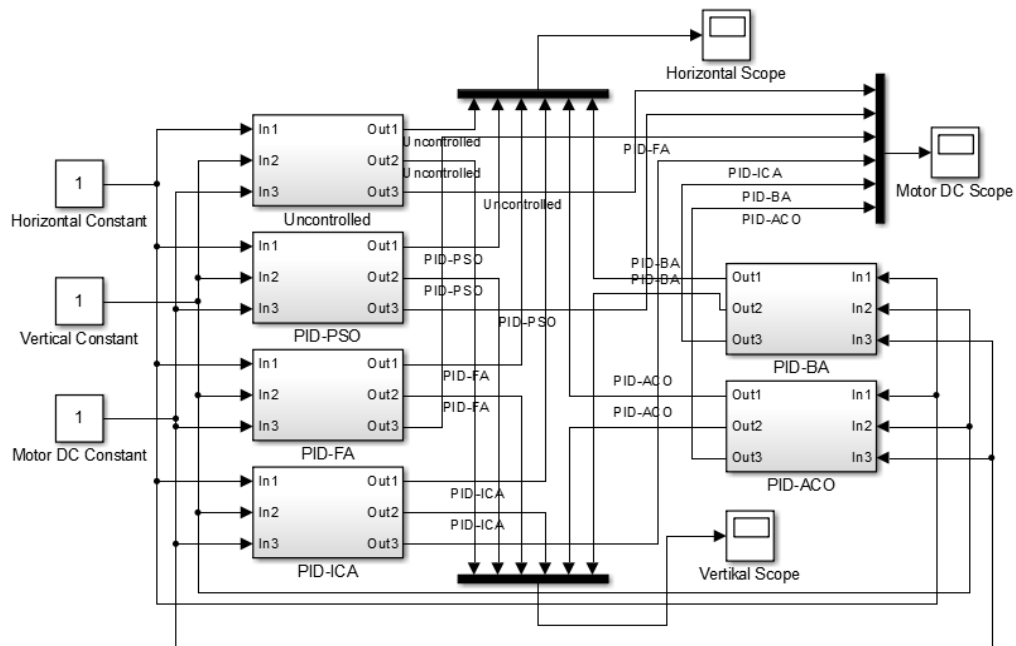 Horizontal Scope
In1 Out1
Uncontrolled
In2 Out2
Uncontrolled
In3 Out3
Uncontrolled
Uncontrolled
1
Horizontal Constant
PID-FA
PID-ICA
PID-BA
PID-ACO
Motor DC Scope
In1 Out1
PID-PSO
In2 Out2
PID-PSO
In3 Out3
PID-PSO
PID-PSO
1
Vertical Constant
PID-BA
PID-BA
Out1 In1
Out2 In2
Out3 In3
PID-BA
In1 Out1
PID-FA
In2 Out2
PID-FA
In3 Out3
PID-FA
1
Motor DC Constant
PID-ACO
PID-ACO
Out1 In1
Out2 In2
Out3 In3
PID-ACO
In1 Out1
PID-ICA
In2 Out2
PID-ICA
In3 Out3
PID-ICA
Vertikal Scope